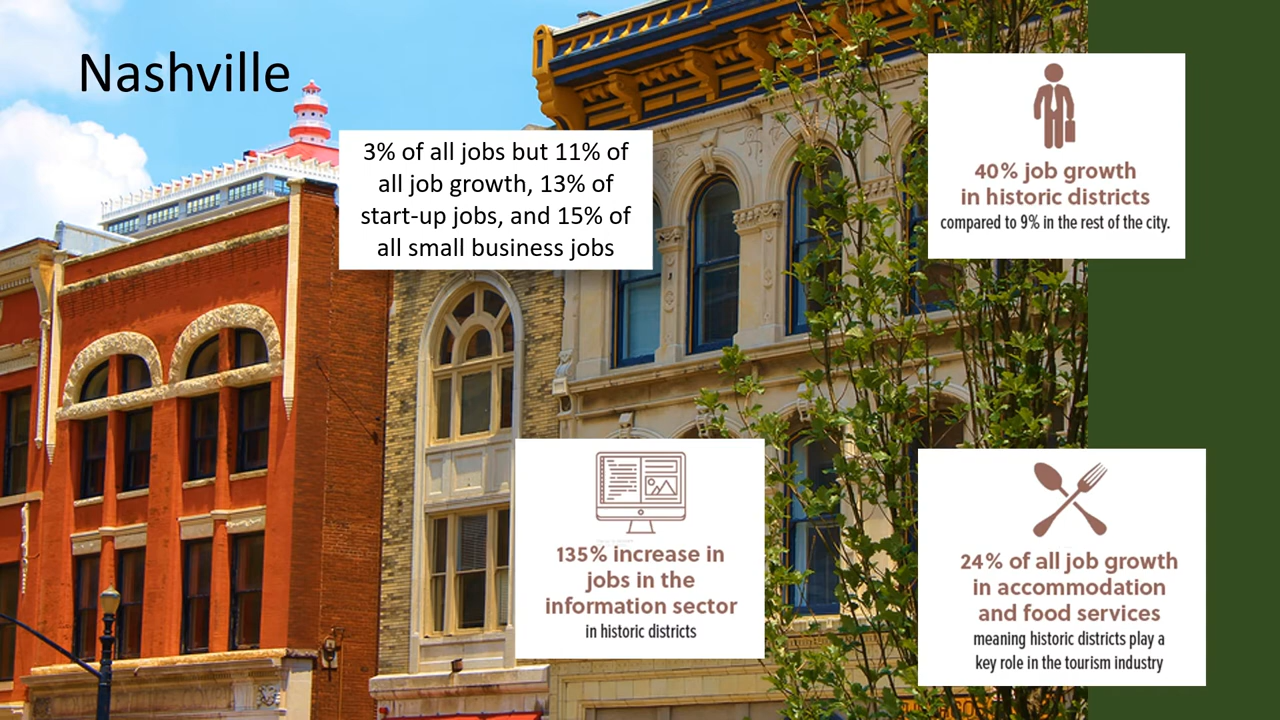 Nashville
3% of all jobs but 11% of
all job growth, 13% of
start-up jobs, and 15% of
all small business jobs
40% job growth
in historic districts
compared to 9% in the rest of the city.
135% increase in
jobs in the
information sector
in historic districts
24% of all job growth
in accommodation
and food services
meaning historic districts play a
key role in the tourism industry